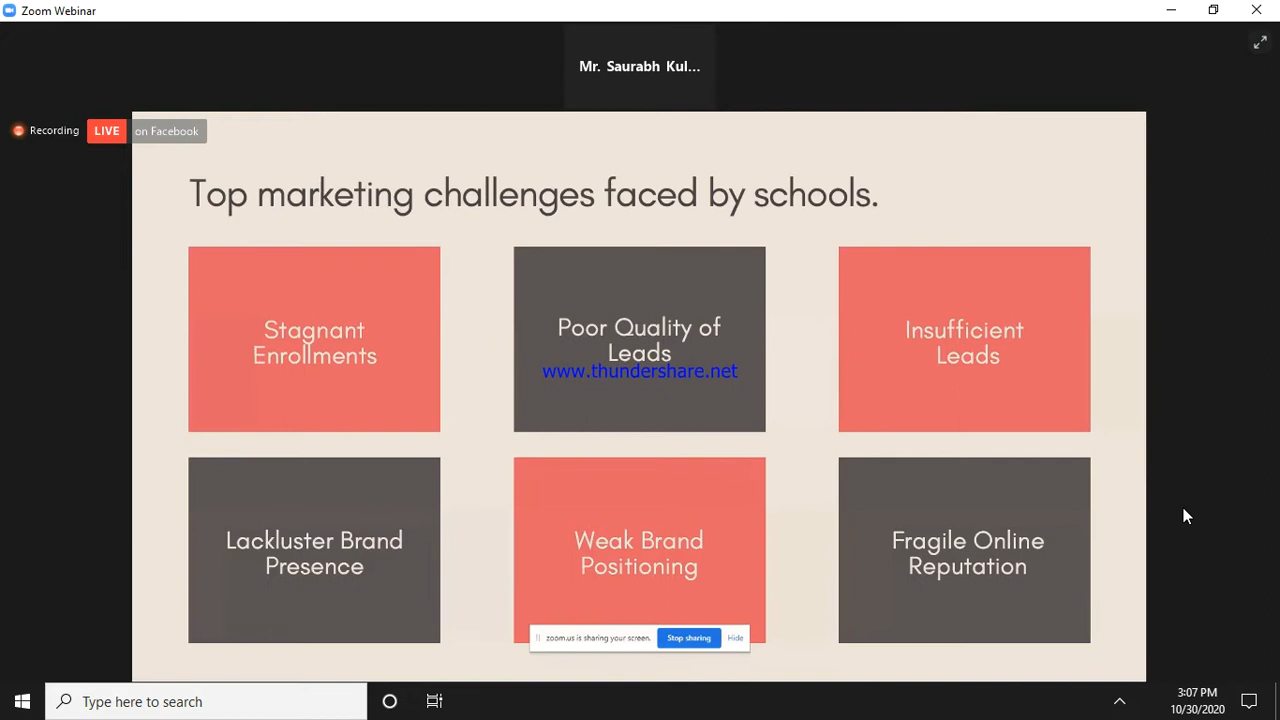 Zoom Webinar
Mr. Saurabh Kul...
Recording
LIVE
on Facebook
Top marketing challenges faced by schools.
Stagnant
Enrollments
Poor Quality of
Leads
www.thundershare.net
Insufficient
Leads
Lackluster Brand
Presence
Weak Brand
Positioning
Fragile Online
Reputation
zoom.us is sharing your screen.
Stop sharing
Hide
Type here to search
3:07 PM
10/30/2020